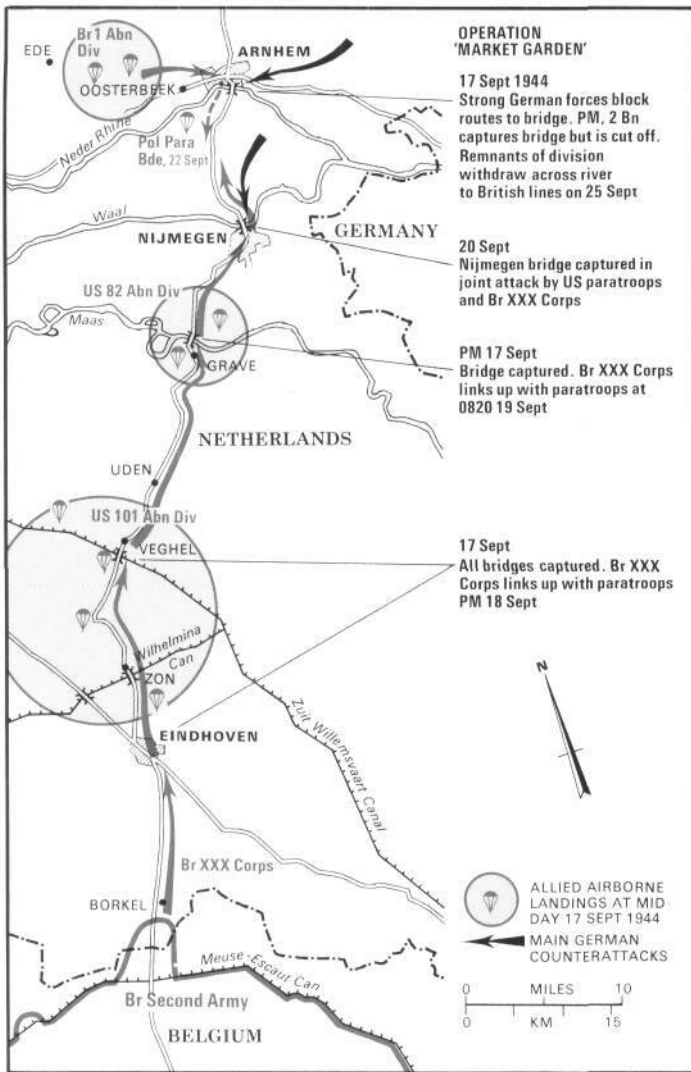 OPERATION
'MARKET GARDEN'
17 Sept 1944
Strong German forces block
routes to bridge. PM, 2 Bn
captures bridge but is cut off.
Remnants of division
withdraw across river
to British lines on 25 Sept
20 Sept
Nijmegen bridge captured in
joint attack by US paratroops
and Br XXX Corps
PM 17 Sept
Bridge captured. Br XXX Corps
links up with paratroops at
0820 19 Sept
17 Sept
All bridges captured. Br XXX
Corps links up with paratroops
PM 18 Sept
Br 1 Abn
Div
EDE
ARNHEM
OOSTERBEEK
Neder Rhine
Pol Para
Bde, 22 Sept
Waal
NIJMEGEN
GERMANY
US 82 Abn Div
Maas
GRAVE
NETHERLANDS
UDEN
US 101 Abn Div
VEGHEL
Wilhelmina
Can
ZON
EINDHOVEN
Zuit Willemsvaart Canal
Br XXX Corps
BORKEL
Meuse-Escaut Can
Br Second Army
BELGIUM
N
ALLIED AIRBORNE
LANDINGS AT MID-
DAY 17 SEPT 1944
MAIN GERMAN
COUNTERATTACKS
0 MILES 10
0 KM 15